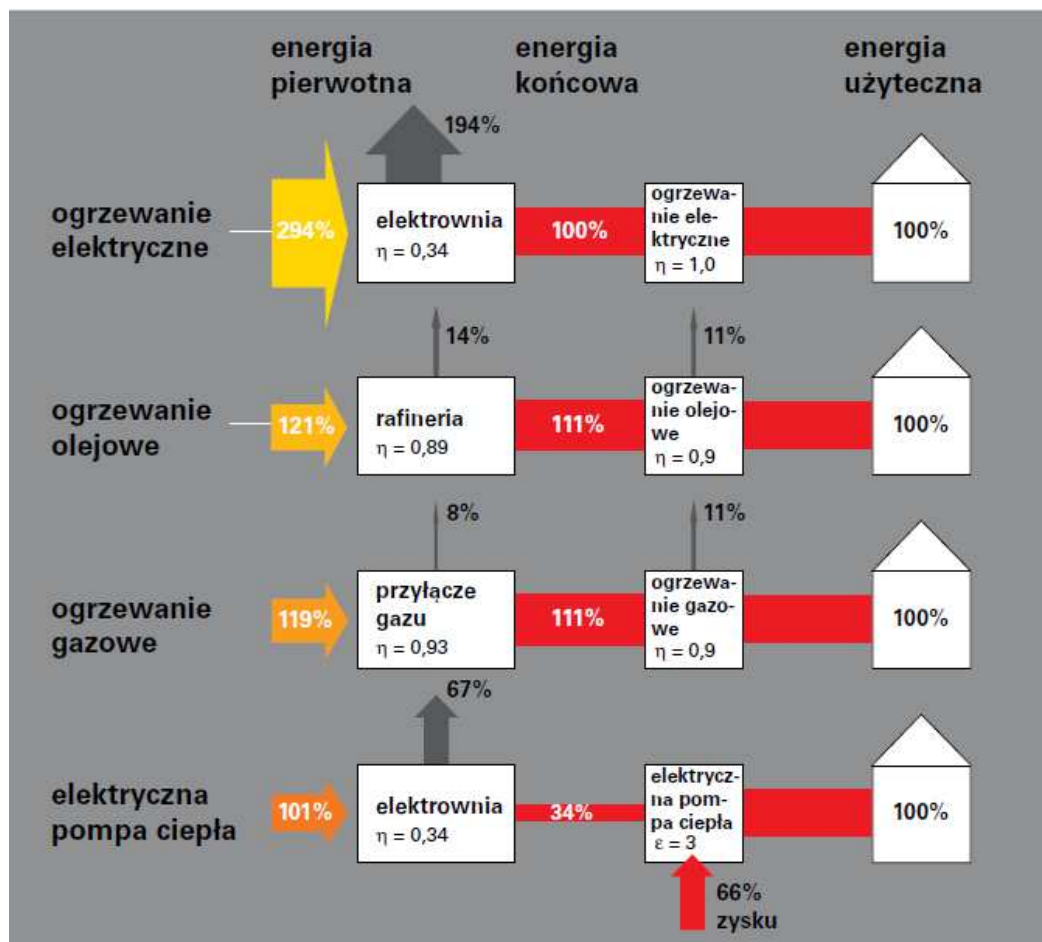 energia
pierwotna
energia
końcowa
energia
użyteczna
194%
ogrzewanie
elektryczne
294%
elektrownia
η = 0,34
100%
ogrzewa-
nie ele-
ktryczne
η = 1,0
100%
14%
11%
ogrzewanie
olejowe
121%
rafineria
η = 0,89
111%
ogrzewa-
nie olejo-
we
η = 0,9
100%
8%
11%
ogrzewanie
gazowe
119%
przyłącze
gazu
η = 0,93
111%
ogrzewa-
nie gazo-
we
η = 0,9
100%
67%
elektryczna
pompa ciepła
101%
elektrownia
η = 0,34
34%
elektrycz-
na pom-
pa ciepła
ε = 3
100%
66%
zysku